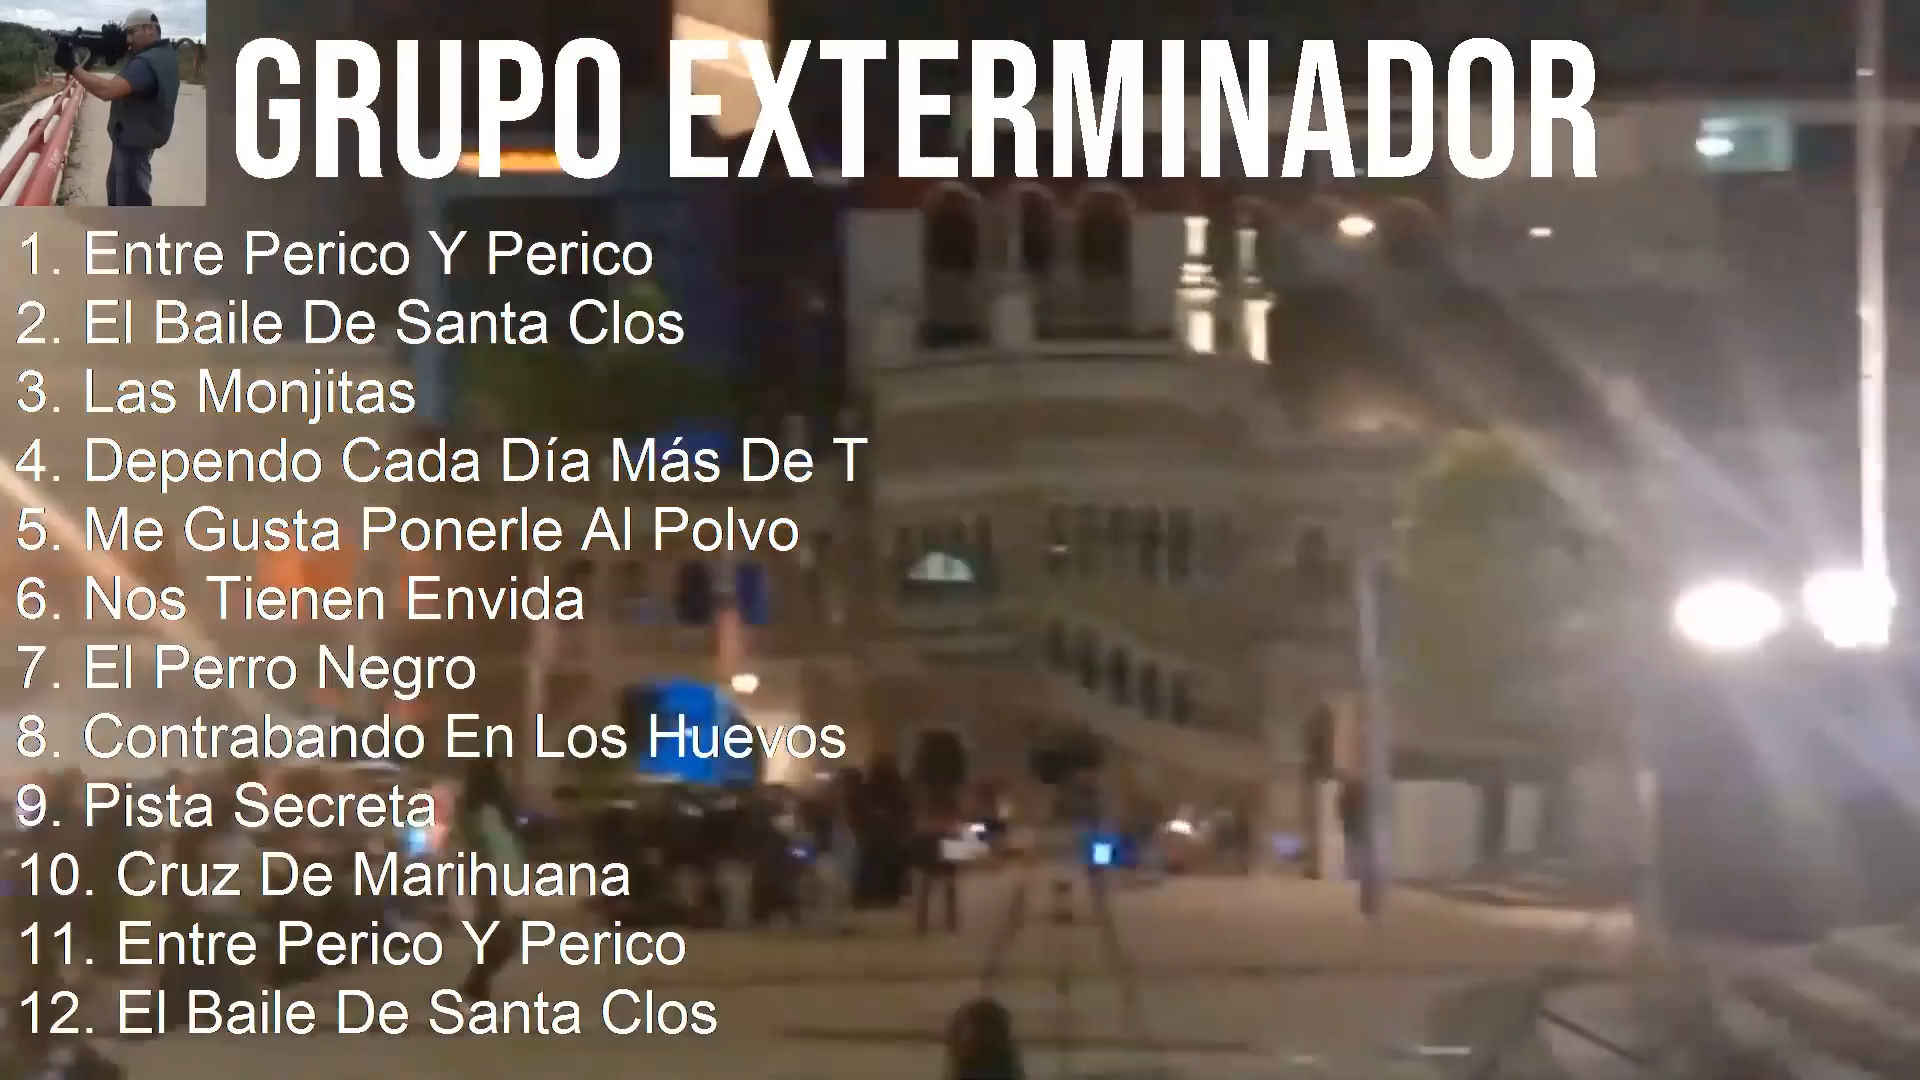 GRUPO EXTERMINADOR
1. Entre Perico Y Perico
2. El Baile De Santa Clos
3. Las Monjitas
4. Dependo Cada Día Más De T
5. Me Gusta Ponerle Al Polvo
6. Nos Tienen Envida
7. El Perro Negro
8. Contrabando En Los Huevos
9. Pista Secreta
10. Cruz De Marihuana
11. Entre Perico Y Perico
12. El Baile De Santa Clos